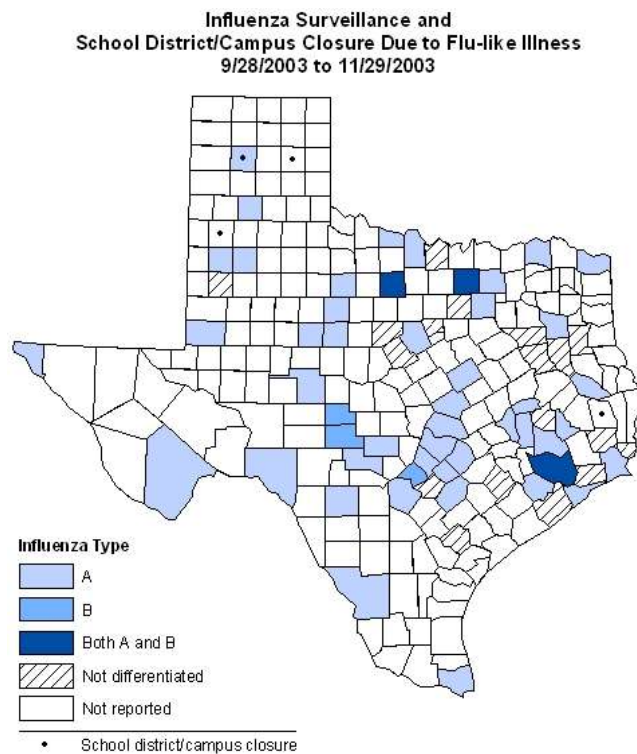 Influenza Surveillance and
School District/Campus Closure Due to Flu-like Illness
9/28/2003 to 11/29/2003
Influenza Type
A
B
Both A and B
Not differentiated
Not reported
School district/campus closure